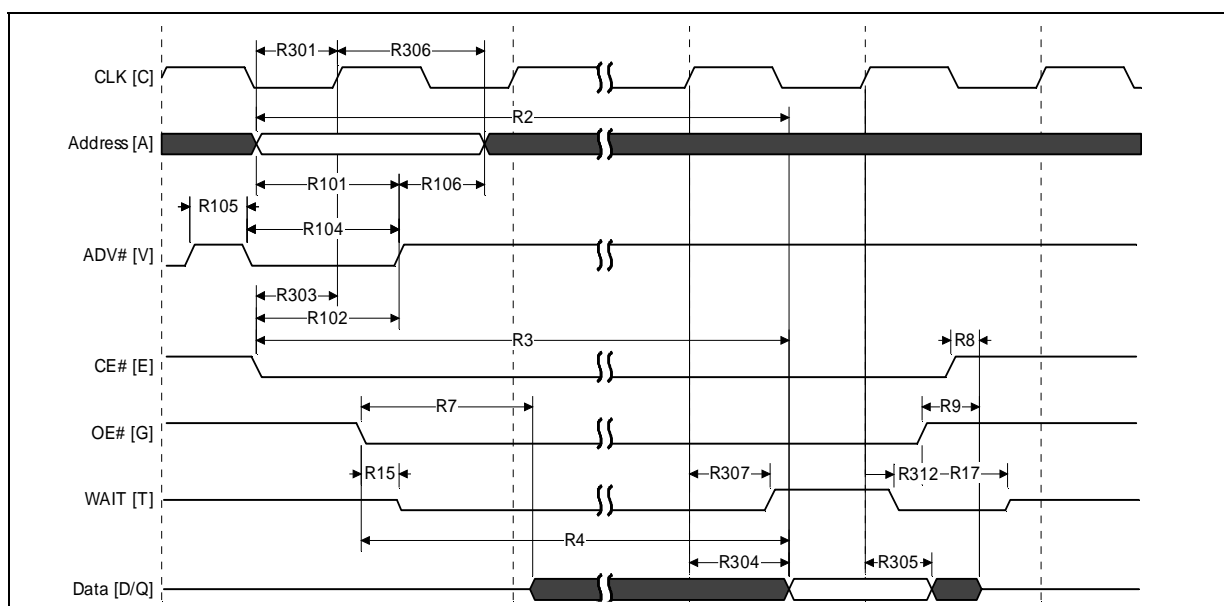 R301 R306
CLK [C]
R2
Address [A]
R101 R106
R105
R104
ADV# [V]
R303
R102
R3 R8
CE# [E]
R7 R9
OE# [G]
R15 R307 R312 R17
WAIT [T]
R4
R304 R305
Data [D/Q]